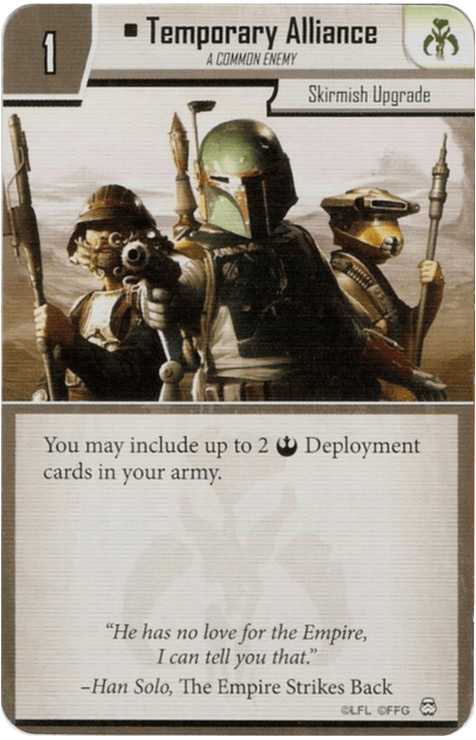 1
Temporary Alliance
A COMMON ENEMY
Skirmish Upgrade
You may include up to 2 Deployment
cards in your army.
“He has no love for the Empire,
I can tell you that.”
–Han Solo, The Empire Strikes Back
©LFL ©FFG